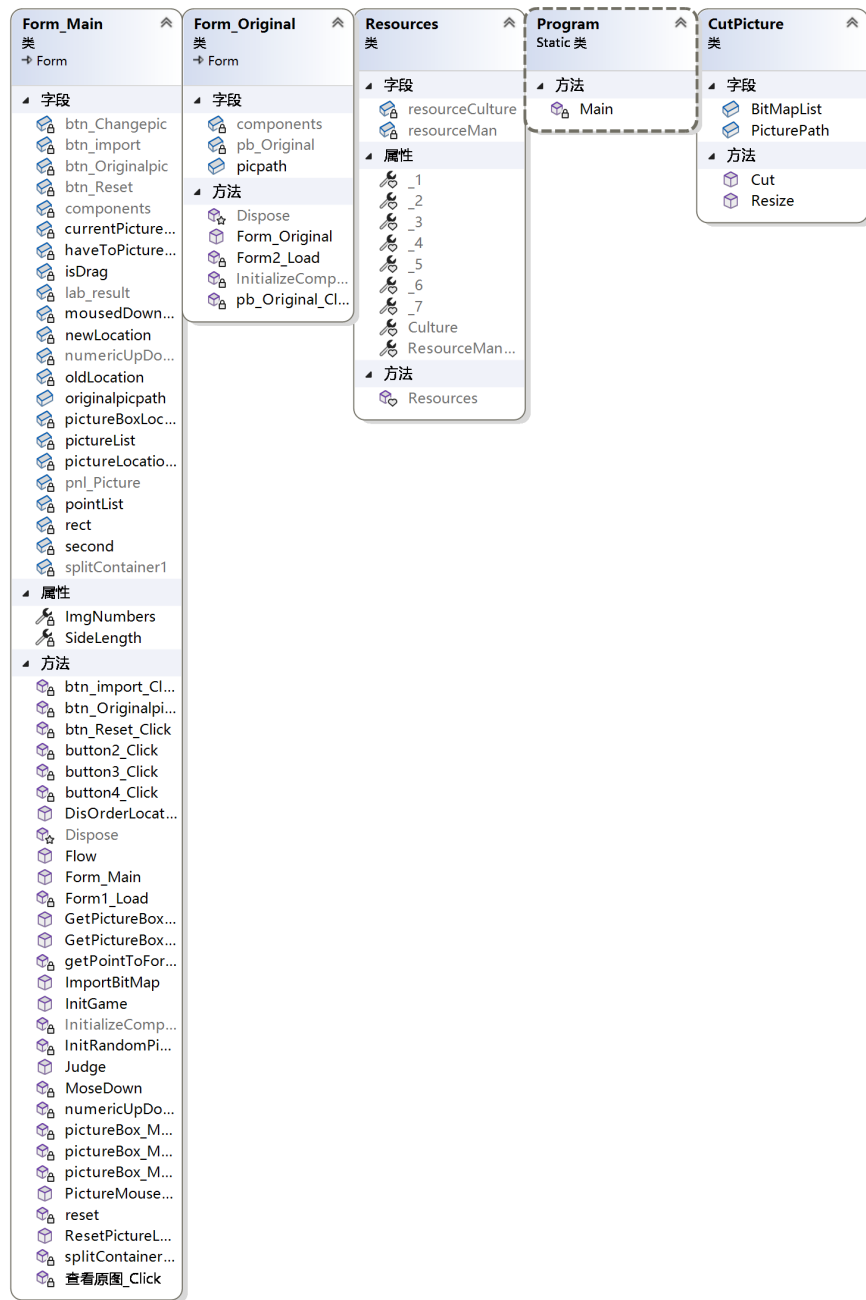 Form_Main
类
Form
字段
btn_Changepic
btn_import
btn_Originalpic
btn_Reset
components
currentPicture...
haveToPicture...
isDrag
lab_result
mousedDown...
newLocation
numericUpDo...
oldLocation
originalpicpath
pictureBoxLoc...
pictureList
pictureLocatio...
pnl_Picture
pointList
rect
second
splitContainer1
属性
ImgNumbers
SideLength
方法
btn_import_Cl...
btn_Originalpi...
btn_Reset_Click
button2_Click
button3_Click
button4_Click
DisOrderLocat...
Dispose
Flow
Form_Main
Form1_Load
GetPictureBox...
GetPictureBox...
getPointToFor...
ImportBitMap
InitGame
InitializeComp...
InitRandomPi...
Judge
MoseDown
numericUpDo...
pictureBox_M...
pictureBox_M...
pictureBox_M...
PictureMouse...
reset
ResetPictureL...
splitContainer...
查看原图_Click
Form_Original
类
Form
字段
components
pb_Original
picpath
方法
Dispose
Form_Original
Form2_Load
InitializeComp...
pb_Original_Cl...
Resources
类
字段
resourceCulture
resourceMan
属性
_1
_2
_3
_4
_5
_6
_7
Culture
ResourceMan...
方法
Resources
Program
Static 类
方法
Main
CutPicture
类
字段
BitMapList
PicturePath
方法
Cut
Resize